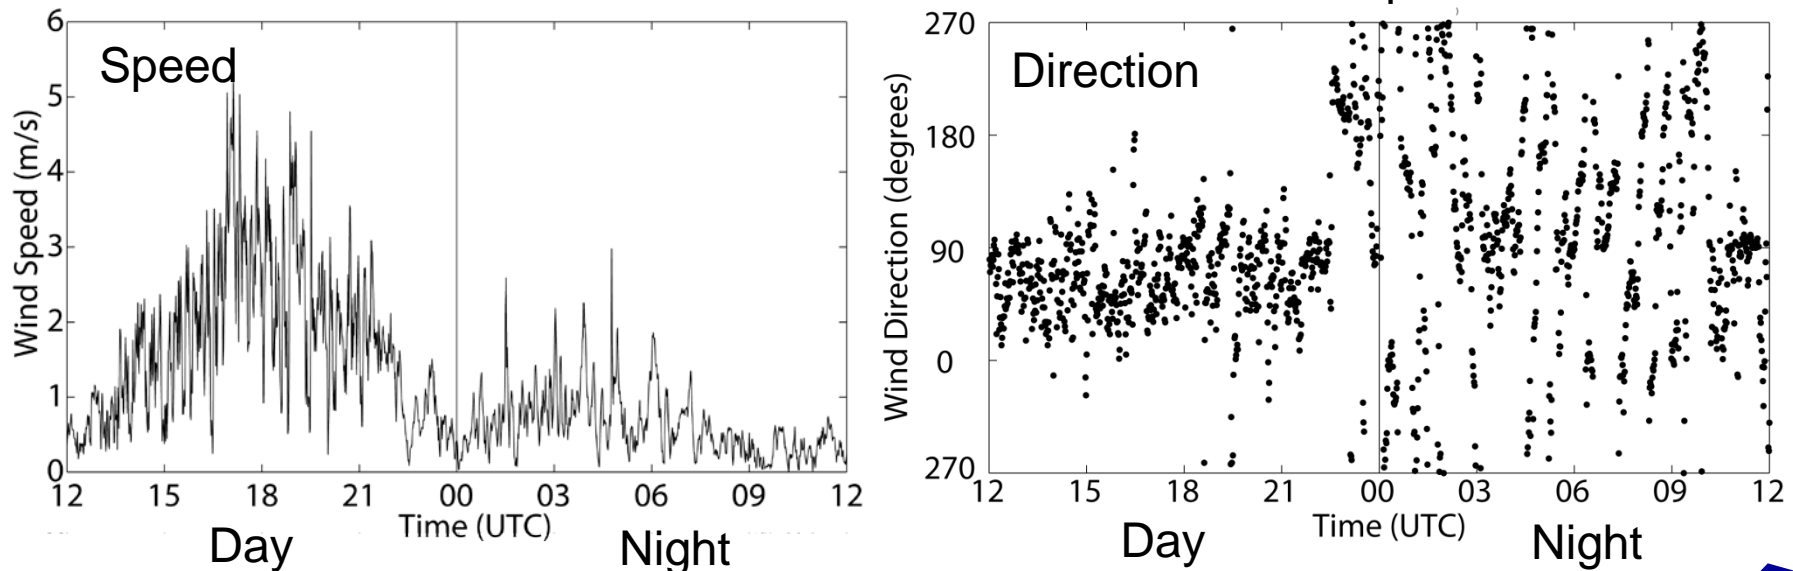 Speed
Wind Speed (m/s)
6
5
4
3
2
1
0
12 15 18 21 00 03 06 09 12
Time (UTC)
Day Night
Direction
Wind Direction (degrees)
270
180
90
0
270
12 15 18 21 00 03 06 09 12
Time (UTC)
Day Night